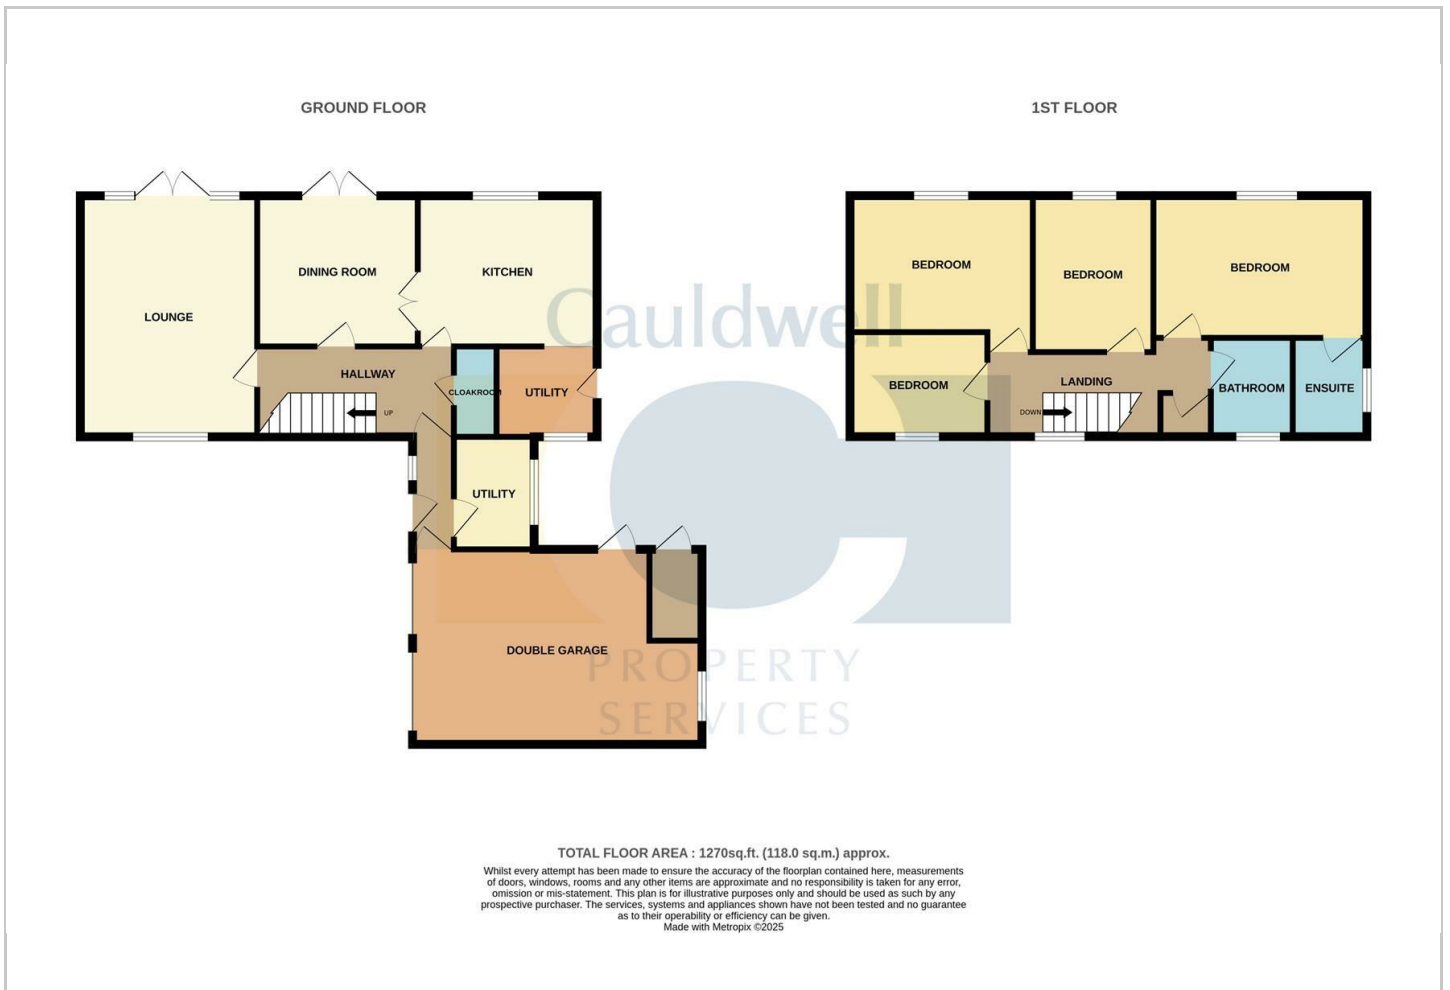 GROUND FLOOR
1ST FLOOR
LOUNGE
DINING ROOM
KITCHEN
HALLWAY
UP
CLOAKROOM
UTILITY
UTILITY
DOUBLE GARAGE
BEDROOM
BEDROOM
BEDROOM
BEDROOM
LANDING
DOWN
BATHROOM
ENSUITE
Cauldwell
PROPERTY
SERVICES
TOTAL FLOOR AREA : 1270sq.ft. (118.0 sq.m.) approx.
Whilst every attempt has been made to ensure the accuracy of the floorplan contained here, measurements
of doors, windows, rooms and any other items are approximate and no responsibility is taken for any error,
omission or mis-statement. This plan is for illustrative purposes only and should be used as such by any
prospective purchaser. The services, systems and appliances shown have not been tested and no guarantee
as to their operability or efficiency can be given.
Made with Metropix ©2025